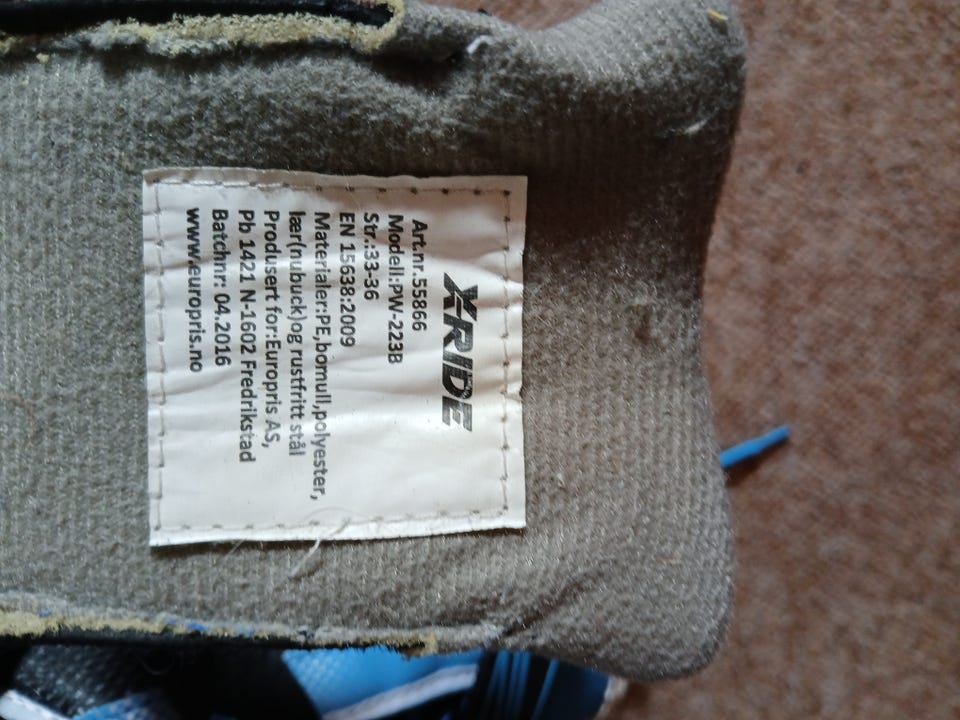 XRIDE
Art.nr.55866
Modell:PW-223B
Str.:33-36
EN 15638:2009
Materialer:PE,bomull,polyester,
lær(nubuck)og rustfritt stål
Produsert for:Europris AS,
Pb 1421 N-1602 Fredrikstad
Batchnr: 04.2016
www.europris.no